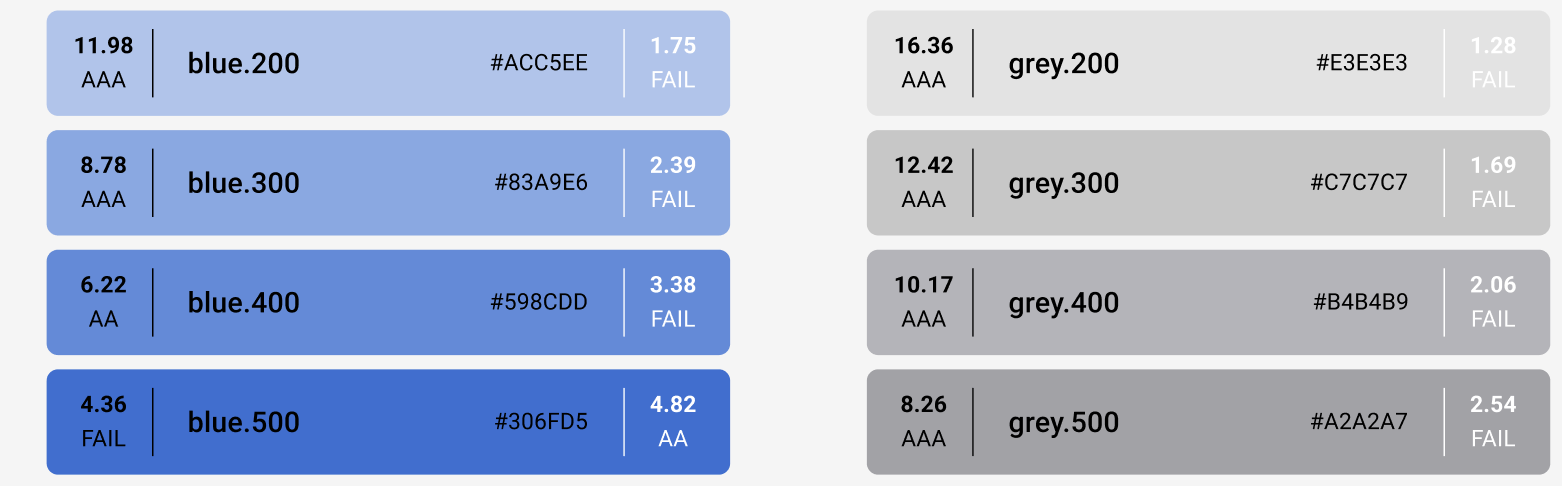 11.98
AAA
blue.200
#ACC5EE
1.75
FAIL
16.36
AAA
grey.200
#E3E3E3
1.28
FAIL
8.78
AAA
blue.300
#83A9E6
2.39
FAIL
12.42
AAA
grey.300
#C7C7C7
1.69
FAIL
6.22
AA
blue.400
#598CDD
3.38
FAIL
10.17
AAA
grey.400
#B4B4B9
2.06
FAIL
4.36
FAIL
blue.500
#306FD5
4.82
AA
8.26
AAA
grey.500
#A2A2A7
2.54
FAIL